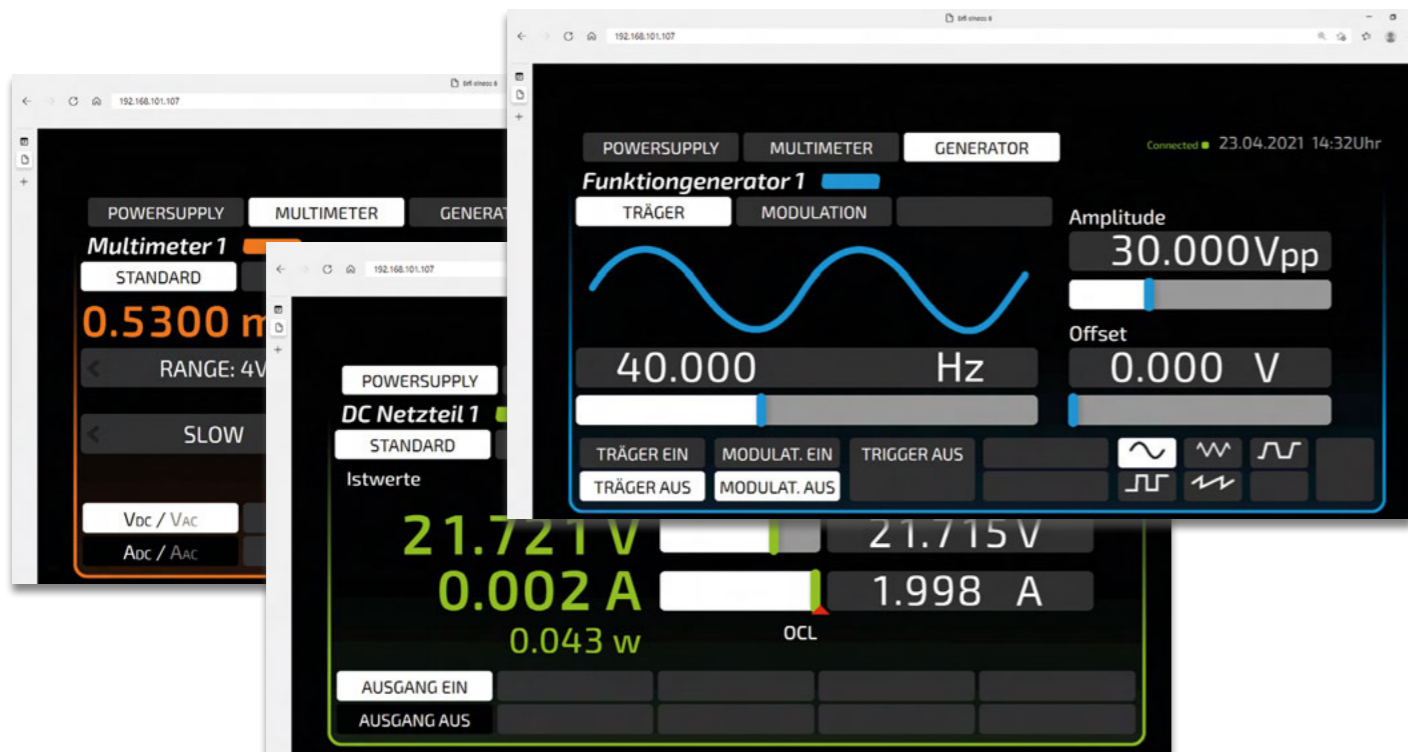 192.168.101.107
POWERSUPPLY MULTIMETER GENERAT
Multimeter 1
STANDARD
0.5300 m
RANGE: 4V
SLOW
VDC / VAC
ADC / AAC
192.168.101.107
POWERSUPPLY
DC Netzteil 1
STANDARD
Istwerte
21.721 V 21.715 V
0.002 A 1.998 A
0.043 W OCL
AUSGANG EIN
AUSGANG AUS
192.168.101.107
POWERSUPPLY MULTIMETER GENERATOR Connected 23.04.2021 14:32Uhr
Funktiongenerator 1
TRÄGER MODULATION
Amplitude
30.000Vpp
Offset
40.000 Hz 0.000 V
TRÄGER EIN MODULAT. EIN TRIGGER AUS
TRÄGER AUS MODULAT. AUS